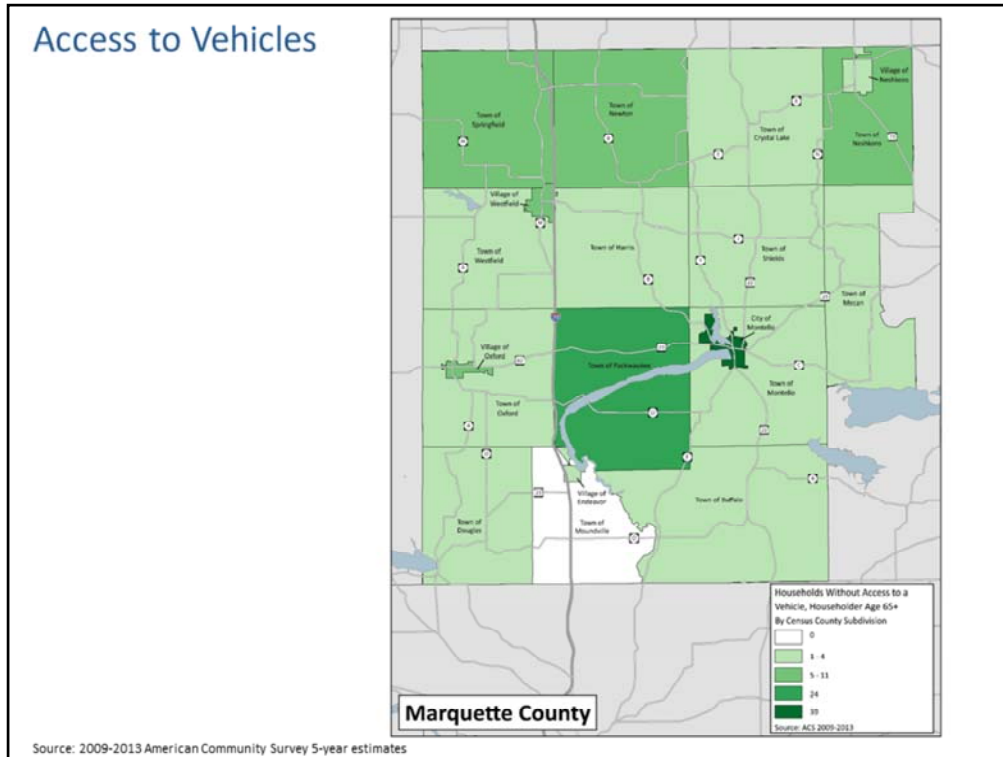 Access to Vehicles
Village of
Neshkoro
Town of
Springfield
Town of
Newton
Town of
Crystal Lake
Town of
Neshkoro
Village of
Westfield
Town of
Westfield
Town of Harris
Town of
Shields
Town of
Mecan
City of
Montello
Village of
Oxford
Town of Packwaukee
Town of
Oxford
Town of
Montello
Village of
Endeavor
Town of Buffalo
Town of
Douglas
Town of
Moundville
Households Without Access to a
Vehicle, Householder Age 65+
By Census County Subdivision
0
1 - 4
5 - 11
24
39
Source: ACS 2009-2013
Marquette County
Source: 2009-2013 American Community Survey 5-year estimates